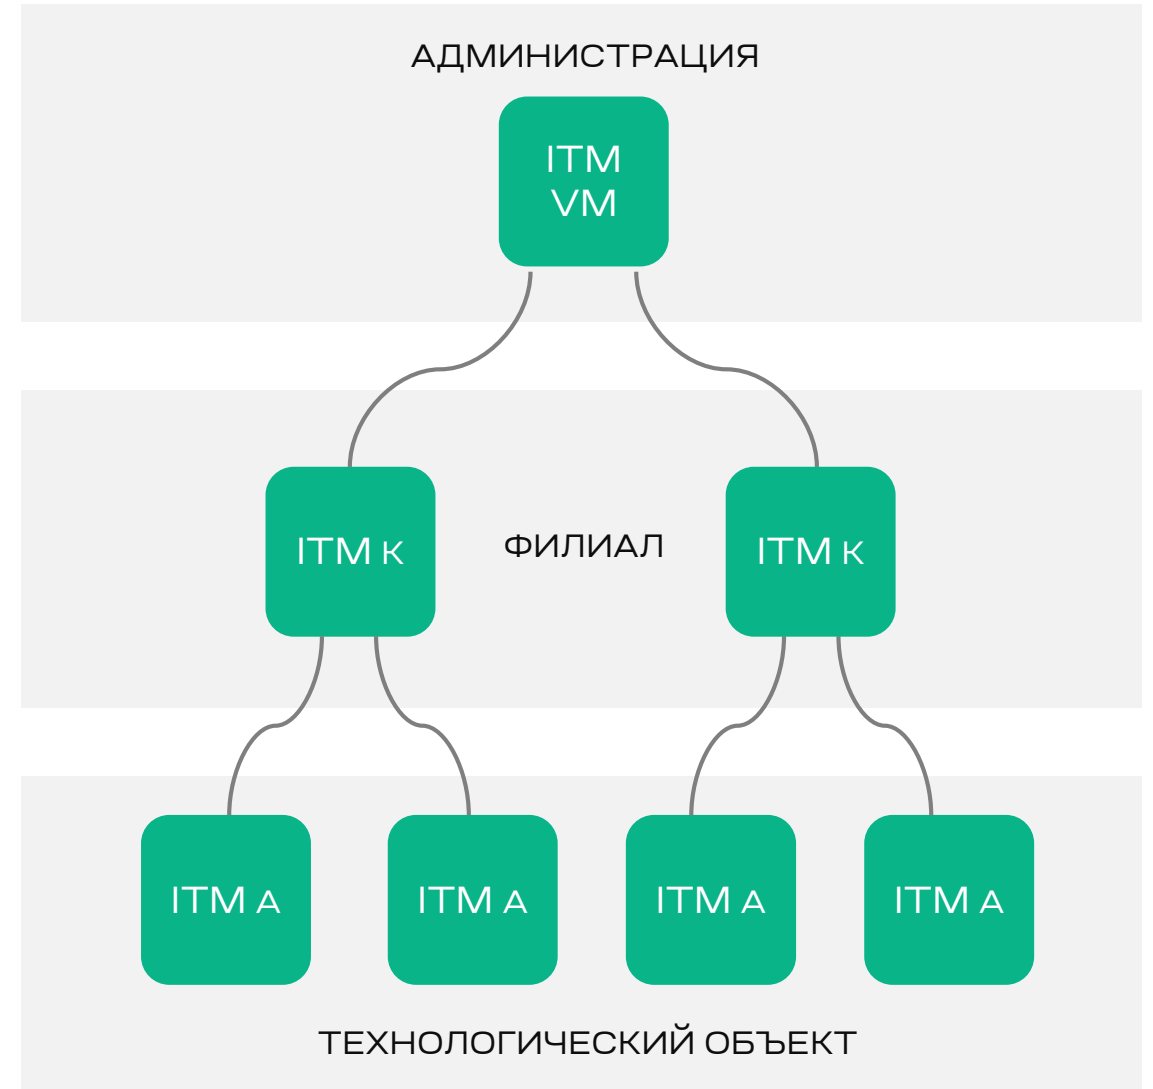 АДМИНИСТРАЦИЯ
ITM
VM
ITM К
ФИЛИАЛ
ITM К
ITM А
ITM А
ITM А
ITM А
ТЕХНОЛОГИЧЕСКИЙ ОБЪЕКТ